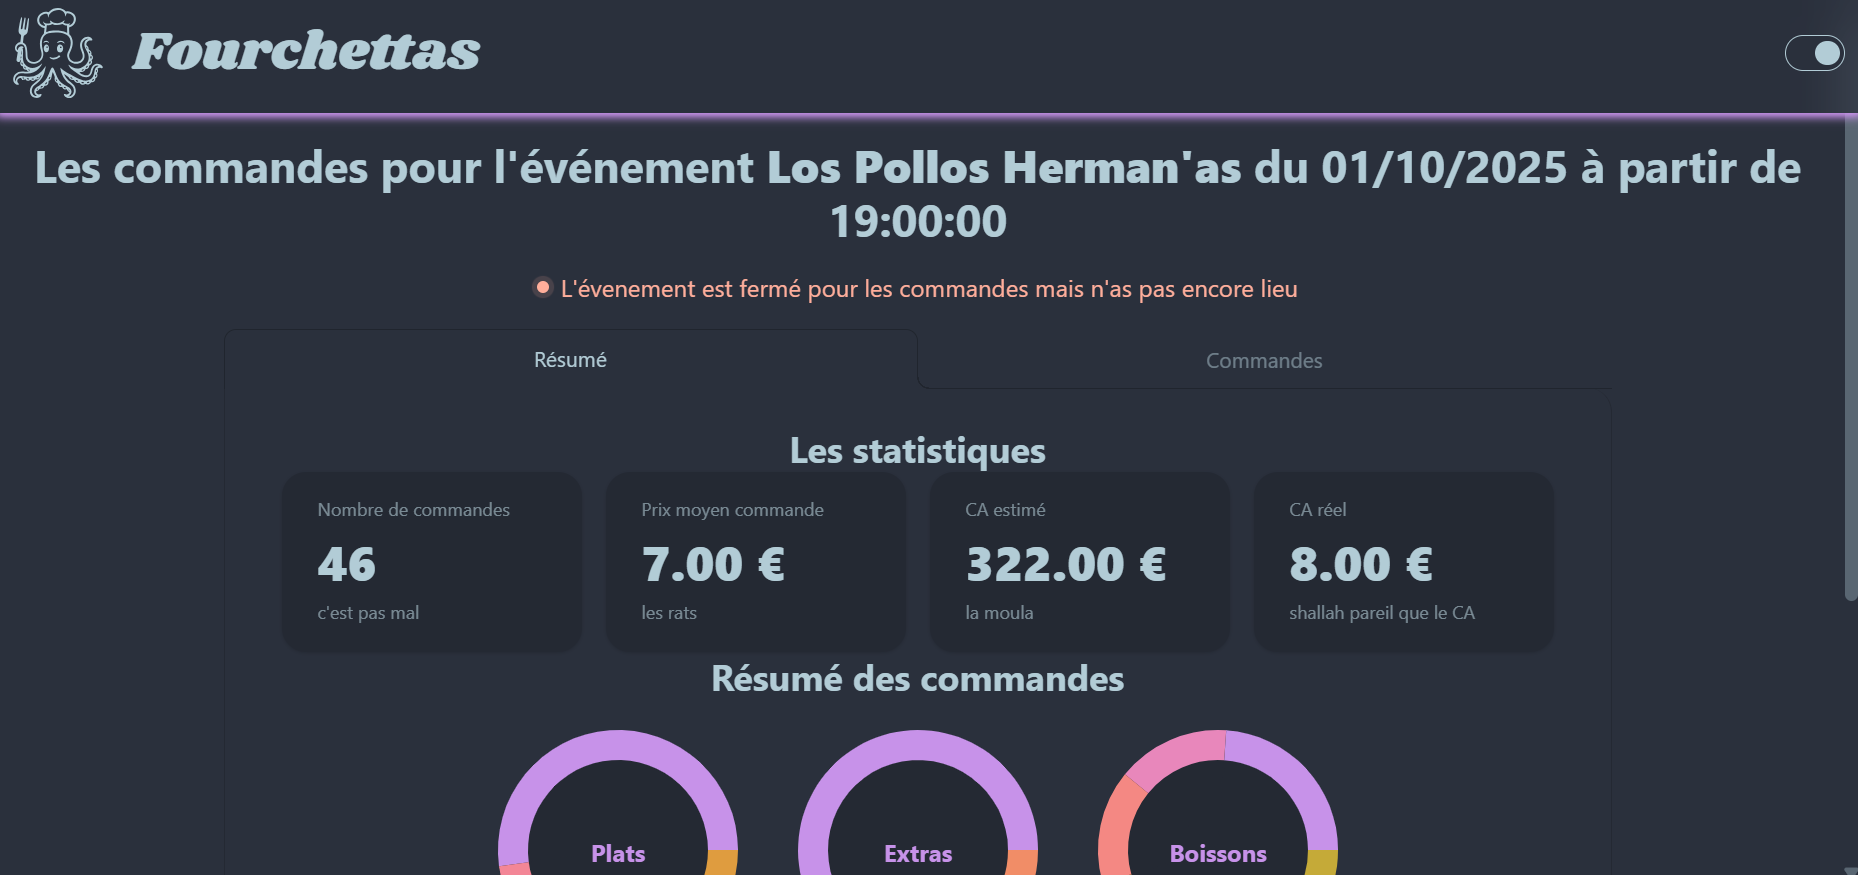 Fourchettas
Les commandes pour l'événement Los Pollos Herman'as du 01/10/2025 à partir de
19:00:00
L'évenement est fermé pour les commandes mais n'as pas encore lieu
Résumé
Commandes
Les statistiques
Nombre de commandes
46
c'est pas mal
Prix moyen commande
7.00 €
les rats
CA estimé
322.00 €
la moula
CA réel
8.00 €
shallah pareil que le CA
Résumé des commandes
Plats
Extras
Boissons